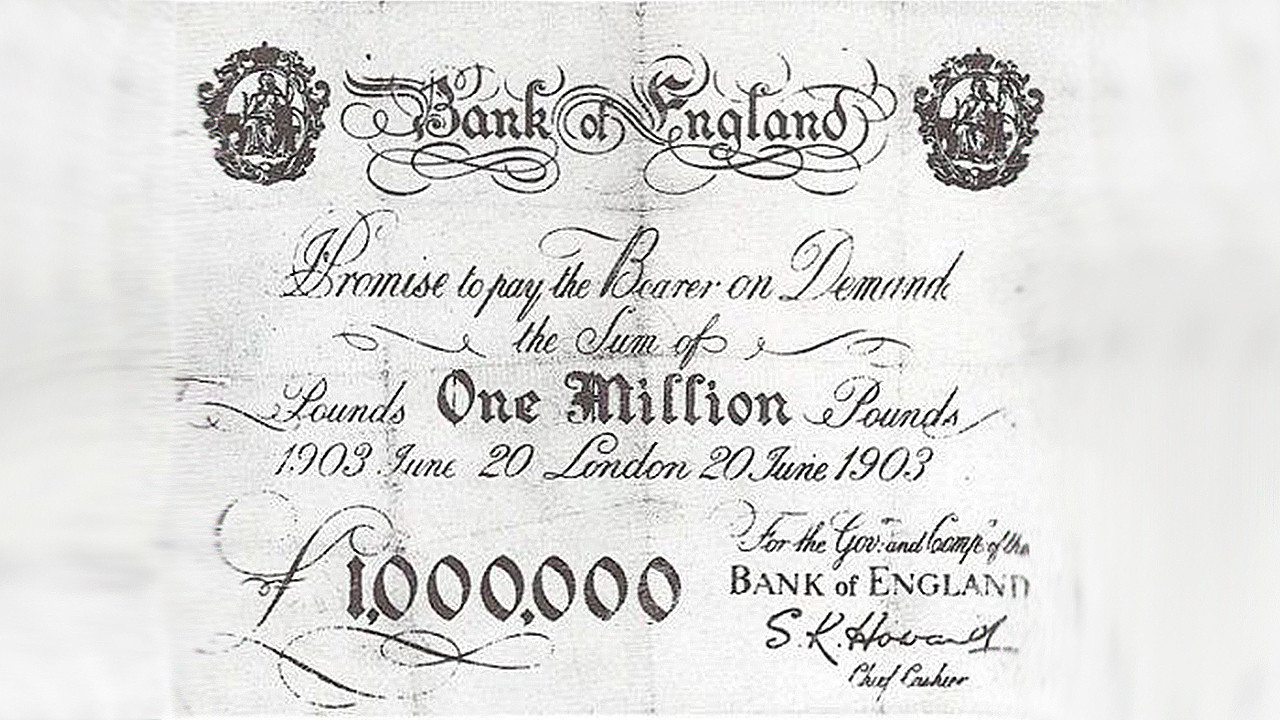 Bank of England
I Promise to pay the Bearer on Demand
the Sum of
Pounds One Million Pounds
1903 June 20 London 20 June 1903
£1,000,000
For the Gov.r and Comp.a of the
BANK of ENGLAND
S. K. Howard
Chief Cashier